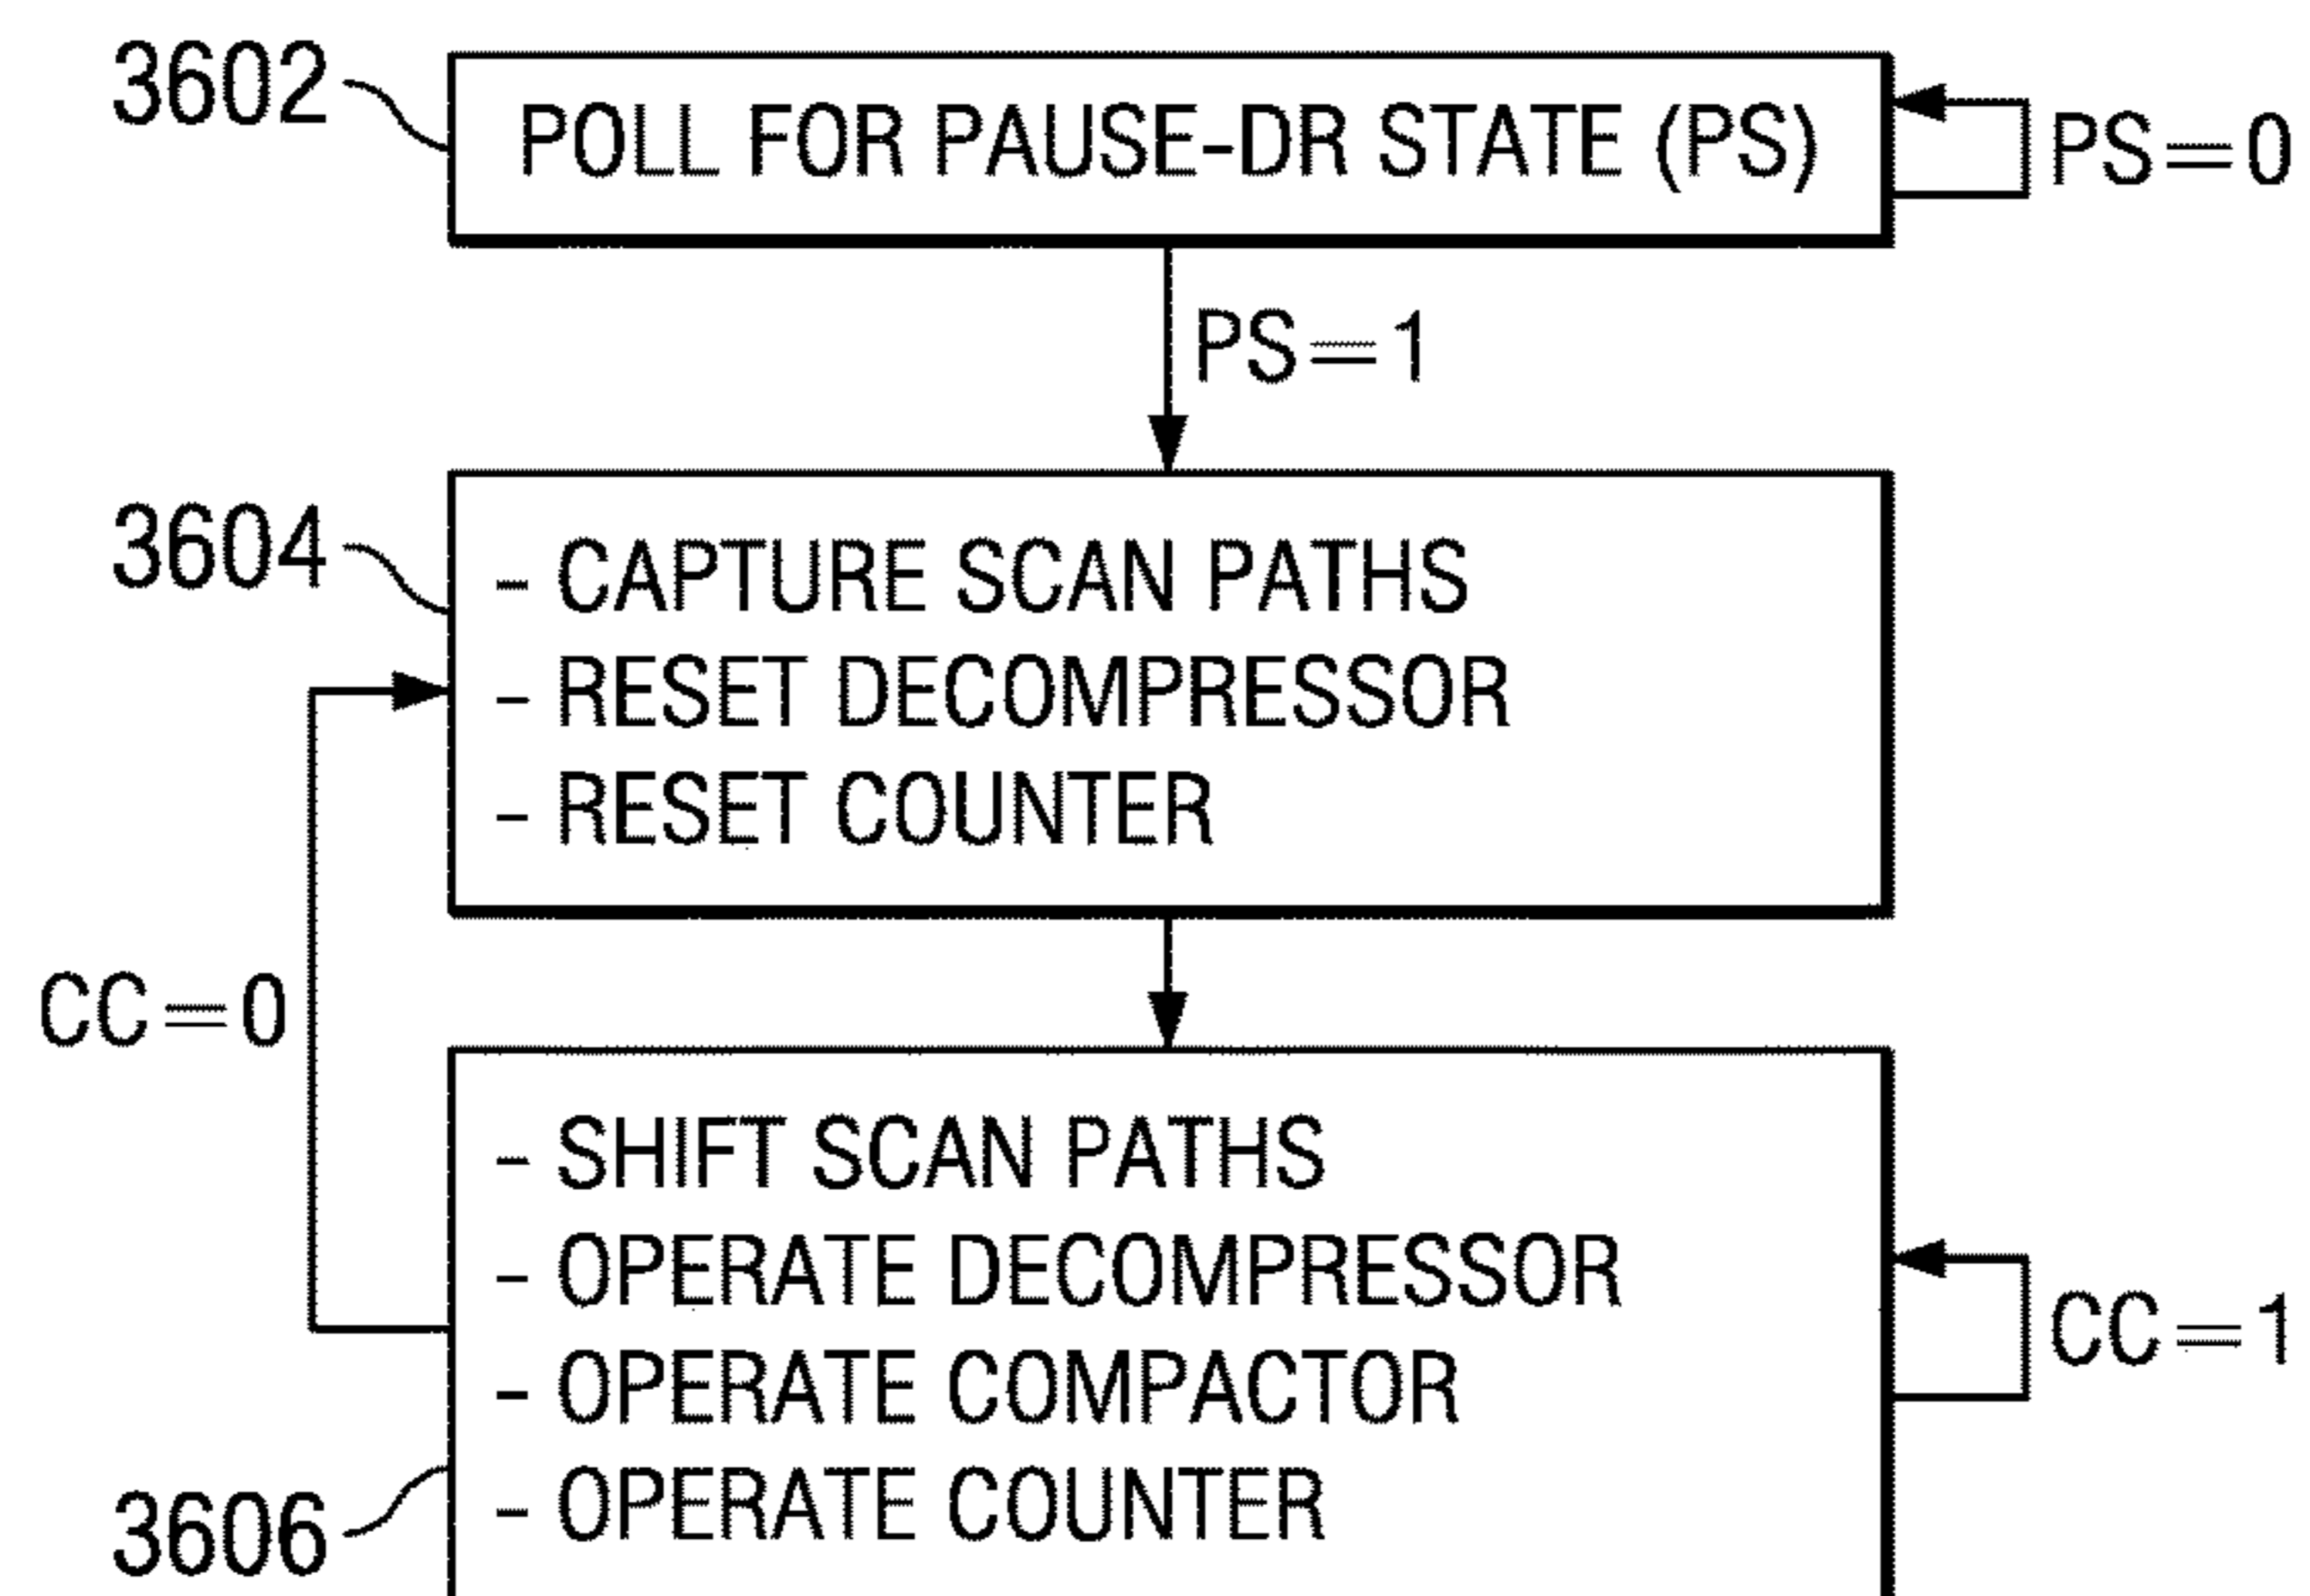 3602
POLL FOR PAUSE-DR STATE (PS)
PS=0
PS=1
3604
- CAPTURE SCAN PATHS
- RESET DECOMPRESSOR
- RESET COUNTER
CC=0
- SHIFT SCAN PATHS
- OPERATE DECOMPRESSOR
- OPERATE COMPACTOR
- OPERATE COUNTER
CC=1
3606